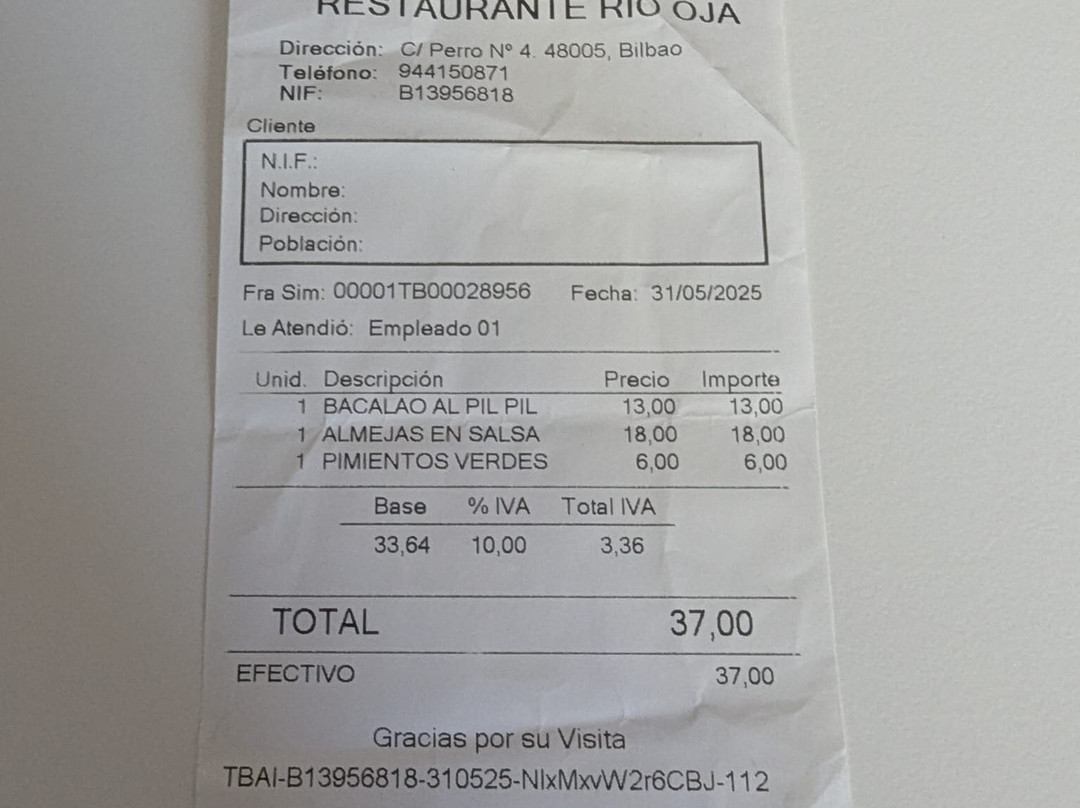 RESTAURANTE RIO OJA
Dirección: C/ Perro Nº 4. 48005, Bilbao
Teléfono: 944150871
NIF: B13956818
Cliente
N.I.F.:
Nombre:
Dirección:
Población:
Fra Sim: 00001TB00028956 Fecha: 31/05/2025
Le Atendió: Empleado 01
Unid. Descripción Precio Importe
1 BACALAO AL PIL PIL 13,00 13,00
1 ALMEJAS EN SALSA 18,00 18,00
1 PIMIENTOS VERDES 6,00 6,00
Base % IVA Total IVA
33,64 10,00 3,36
TOTAL 37,00
EFECTIVO 37,00
Gracias por su Visita
TBAI-B13956818-310525-NlxMxvW2r6CBJ-112